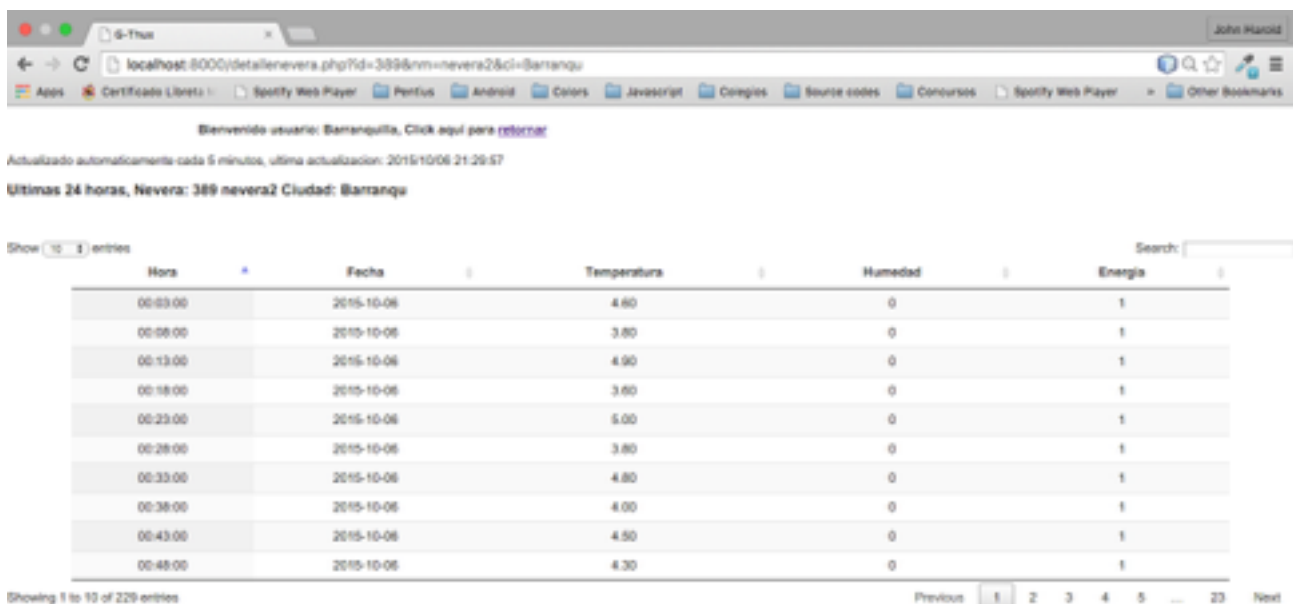 G-Thux
John Harold
localhost:8000/detallenevera.php?id=389&nm=nevera2&ci=Barranqu
Apps Certificado Libreta Spotify Web Player Pentius Android Colors Javascript Colegios Source codes Concursos Spotify Web Player » Other Bookmarks
Bienvenido usuario: Barranquilla, Click aquí para retornar
Actualizado automaticamente cada 5 minutos, ultima actualizacion: 2015/10/06 21:29:57
Ultimas 24 horas, Nevera: 389 nevera2 Ciudad: Barranqu
Show 10 entries
Search:
Hora Fecha Temperatura Humedad Energia
00:03:00 2015-10-06 4.60 0 1
00:08:00 2015-10-06 3.80 0 1
00:13:00 2015-10-06 4.90 0 1
00:18:00 2015-10-06 3.60 0 1
00:23:00 2015-10-06 5.00 0 1
00:28:00 2015-10-06 3.80 0 1
00:33:00 2015-10-06 4.80 0 1
00:38:00 2015-10-06 4.00 0 1
00:43:00 2015-10-06 4.50 0 1
00:48:00 2015-10-06 4.30 0 1
Showing 1 to 10 of 229 entries
Previous 1 2 3 4 5 ... 23 Next